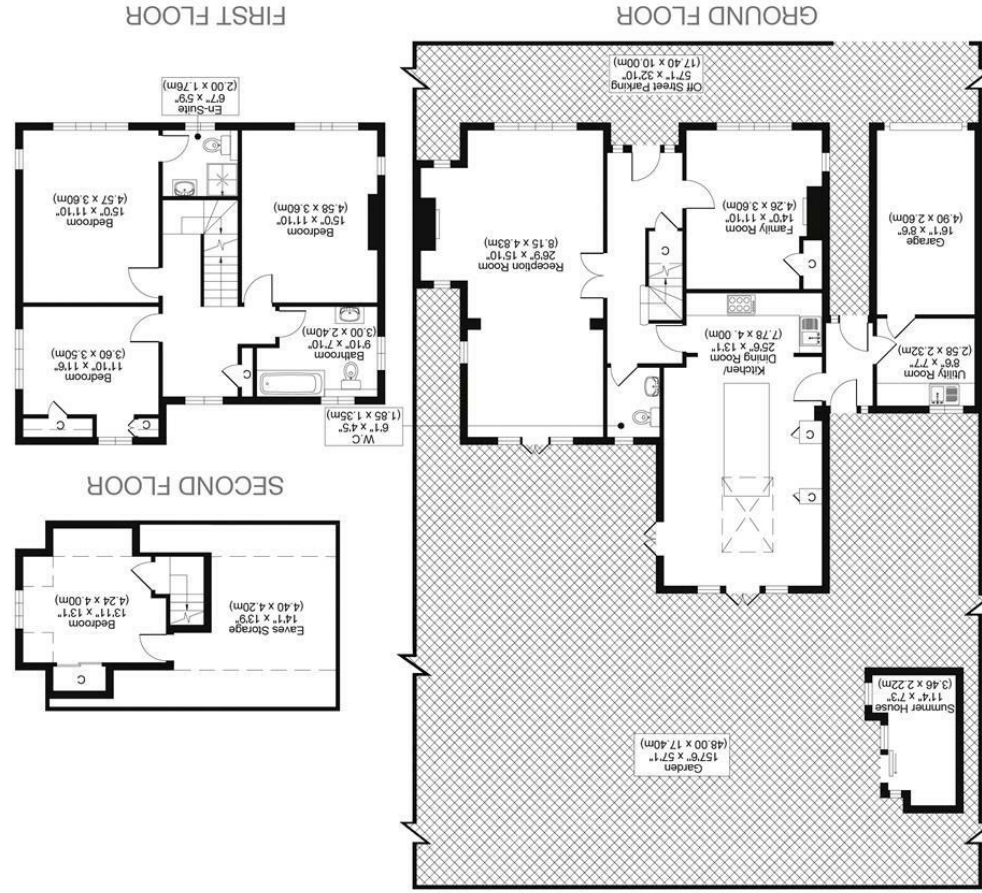 Garden
157'6" x 57'1"
(48.00 x 17.40m)
Summer House
11'4" x 7'3"
(3.46 x 2.22m)
C
C
Utility Room
8'6" x 7'7"
(2.58 x 2.32m)
Kitchen/
Dining Room
25'6" x 13'1"
(7.78 x 4.00m)
W.C
6'1" x 4'5"
(1.85 x 1.35m)
Garage
16'1" x 8'6"
(4.90 x 2.60m)
C
Family Room
14'0" x 11'10"
(4.26 x 3.60m)
C
Reception Room
26'9" x 15'10"
(8.15 x 4.83m)
Off Street Parking
57'1" x 32'10"
(17.40 x 10.00m)
GROUND FLOOR
C
Eaves Storage
14'1" x 13'9"
(4.40 x 4.20m)
Bedroom
13'11" x 13'1"
(4.24 x 4.00m)
SECOND FLOOR
C
C
C
Bathroom
9'10" x 7'10"
(3.00 x 2.40m)
Bedroom
11'10" x 11'6"
(3.60 x 3.50m)
Bedroom
15'0" x 11'10"
(4.58 x 3.60m)
Bedroom
15'0" x 11'10"
(4.57 x 3.60m)
En-Suite
6'7" x 5'9"
(2.00 x 1.76m)
FIRST FLOOR